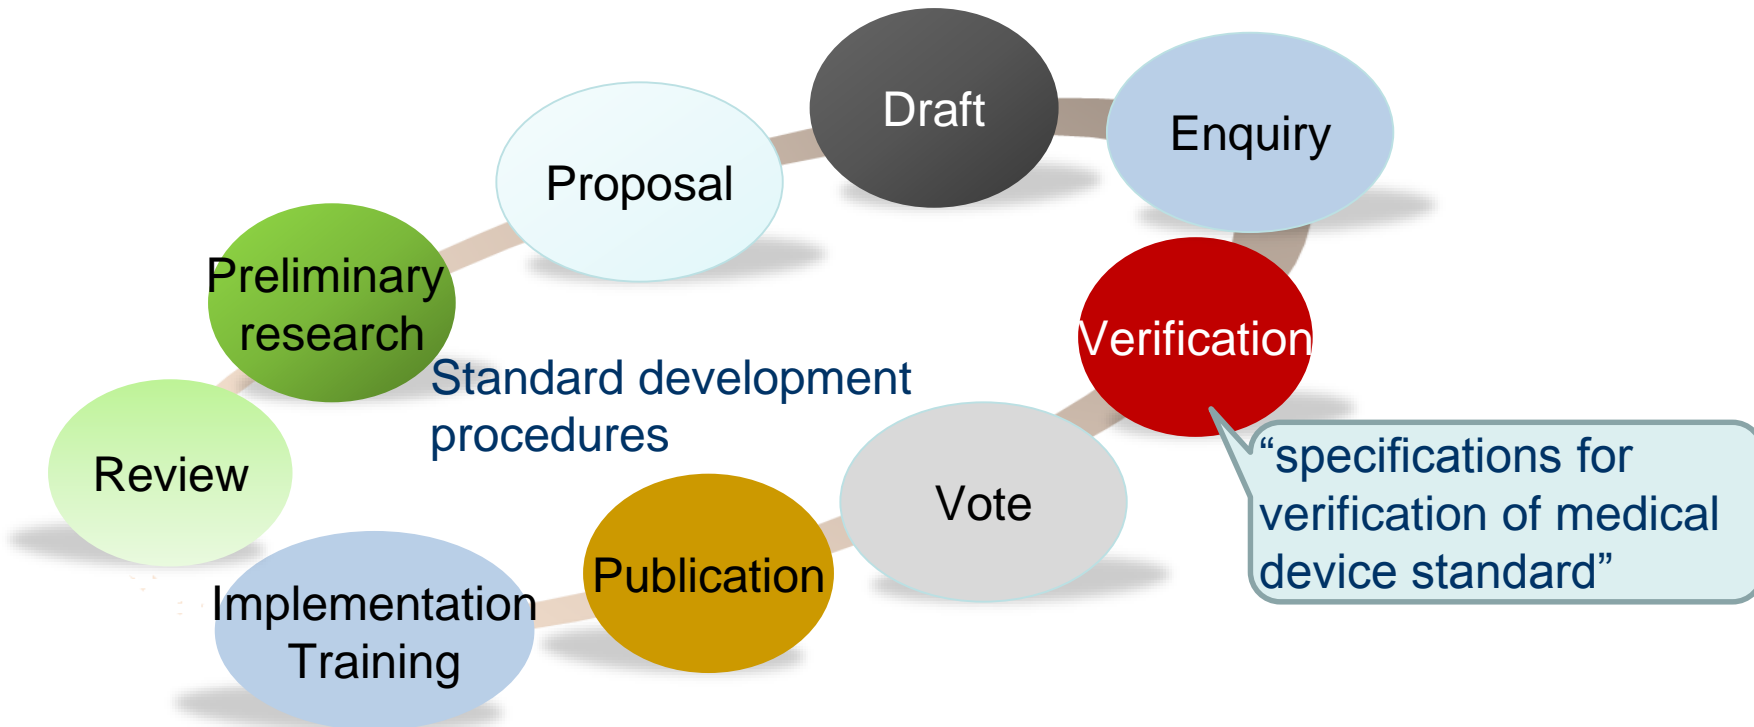 Draft
Enquiry
Proposal
Preliminary
research
Verification
Standard development
procedures
Review
Vote
“specifications for
verification of medical
device standard”
Publication
Implementation
Training